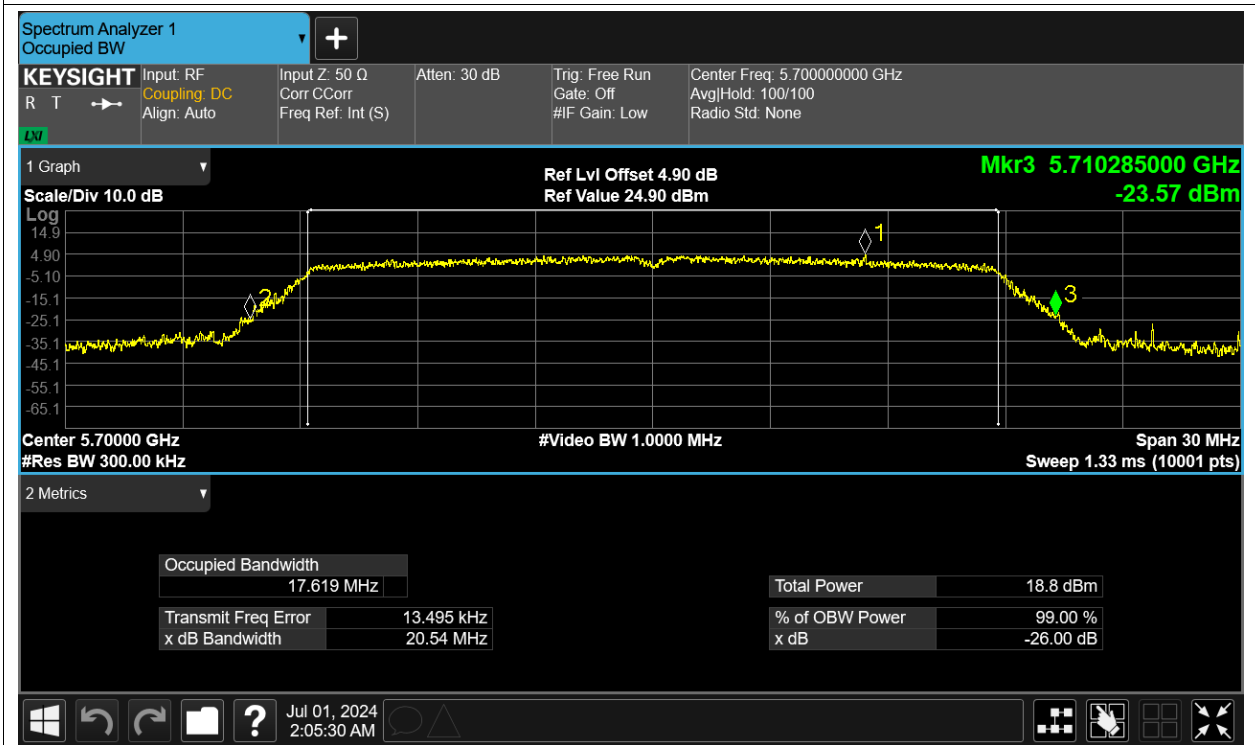 Spectrum Analyzer 1
Occupied BW
KEYSIGHT
R T
LXI
Input: RF
Coupling: DC
Align: Auto
Input Z: 50 Ω
Corr CCorr
Freq Ref: Int (S)
Atten: 30 dB
Trig: Free Run
Gate: Off
#IF Gain: Low
Center Freq: 5.700000000 GHz
Avg|Hold: 100/100
Radio Std: None
1 Graph
Scale/Div 10.0 dB
Ref Lvl Offset 4.90 dB
Ref Value 24.90 dBm
Mkr3 5.710285000 GHz
-23.57 dBm
Log
14.9
4.90
-5.10
-15.1
-25.1
-35.1
-45.1
-55.1
-65.1
1
2
3
Center 5.70000 GHz
#Res BW 300.00 kHz
#Video BW 1.0000 MHz
Span 30 MHz
Sweep 1.33 ms (10001 pts)
2 Metrics
Occupied Bandwidth
17.619 MHz
Transmit Freq Error 13.495 kHz
x dB Bandwidth 20.54 MHz
Total Power 18.8 dBm
% of OBW Power 99.00 %
x dB -26.00 dB
?
Jul 01, 2024
2:05:30 AM